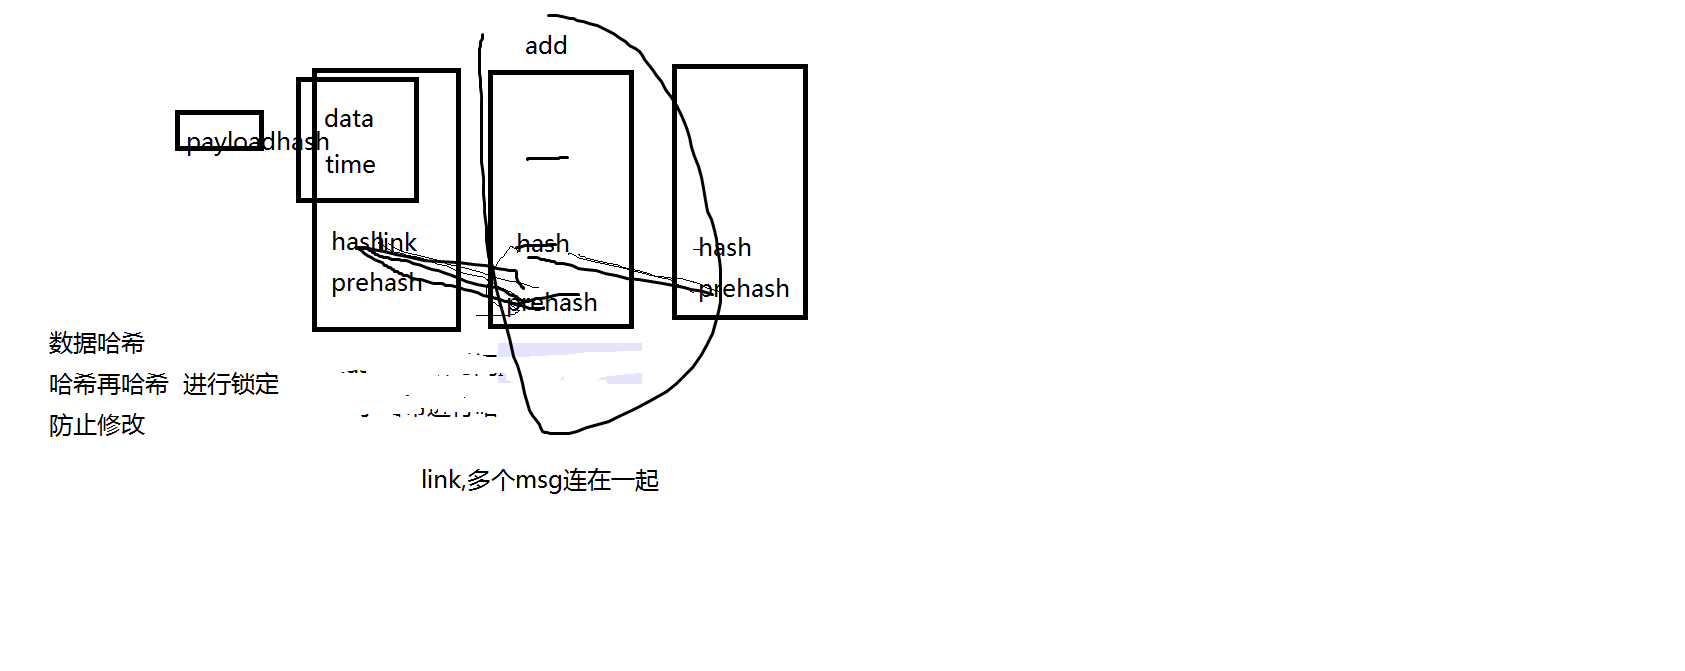 add
data
payloadhash
time
hashlink
hash
hash
prehash
prehash
prehash
数据哈希
哈希再哈希 进行锁定
防止修改
link,多个msg连在一起